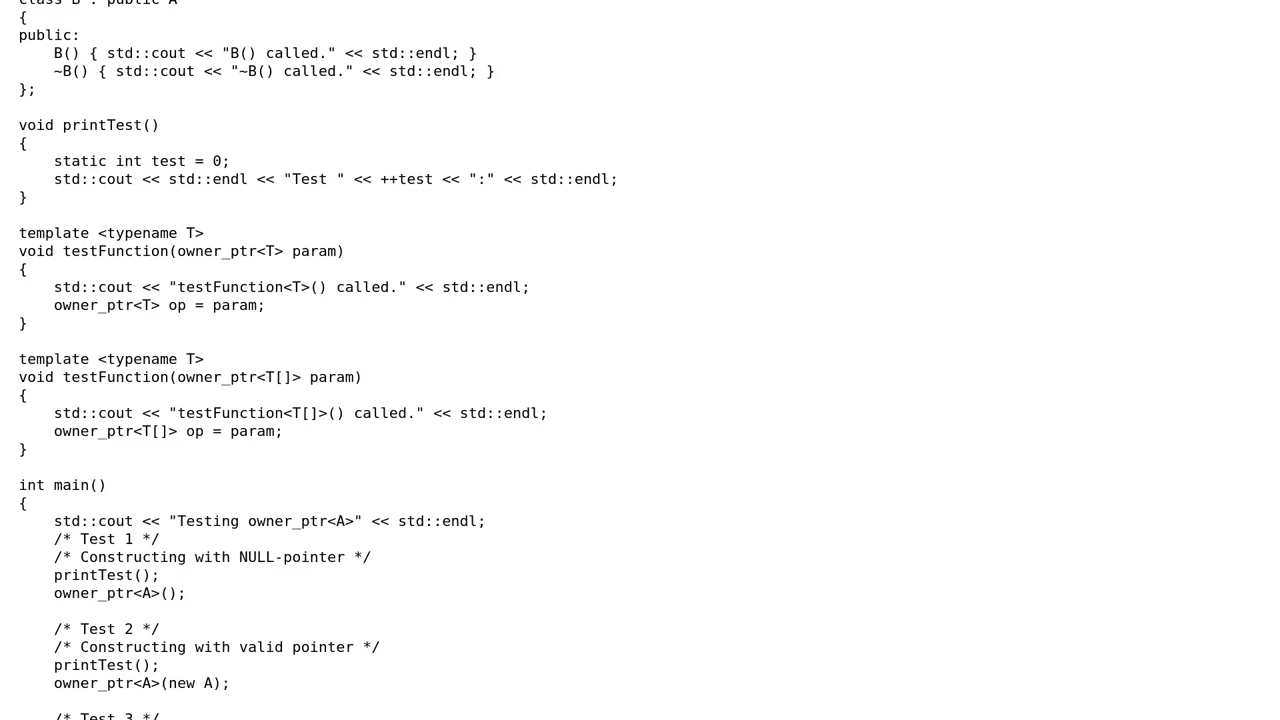 class B : public A
{
public:
    B() { std::cout << "B() called." << std::endl; }
    ~B() { std::cout << "~B() called." << std::endl; }
};

void printTest()
{
    static int test = 0;
    std::cout << std::endl << "Test " << ++test << ":" << std::endl;
}

template <typename T>
void testFunction(owner_ptr<T> param)
{
    std::cout << "testFunction<T>() called." << std::endl;
    owner_ptr<T> op = param;
}

template <typename T>
void testFunction(owner_ptr<T[]> param)
{
    std::cout << "testFunction<T[]>() called." << std::endl;
    owner_ptr<T[]> op = param;
}

int main()
{
    std::cout << "Testing owner_ptr<A>" << std::endl;
    /* Test 1 */
    /* Constructing with NULL-pointer */
    printTest();
    owner_ptr<A>();

    /* Test 2 */
    /* Constructing with valid pointer */
    printTest();
    owner_ptr<A>(new A);

    /* Test 3 */